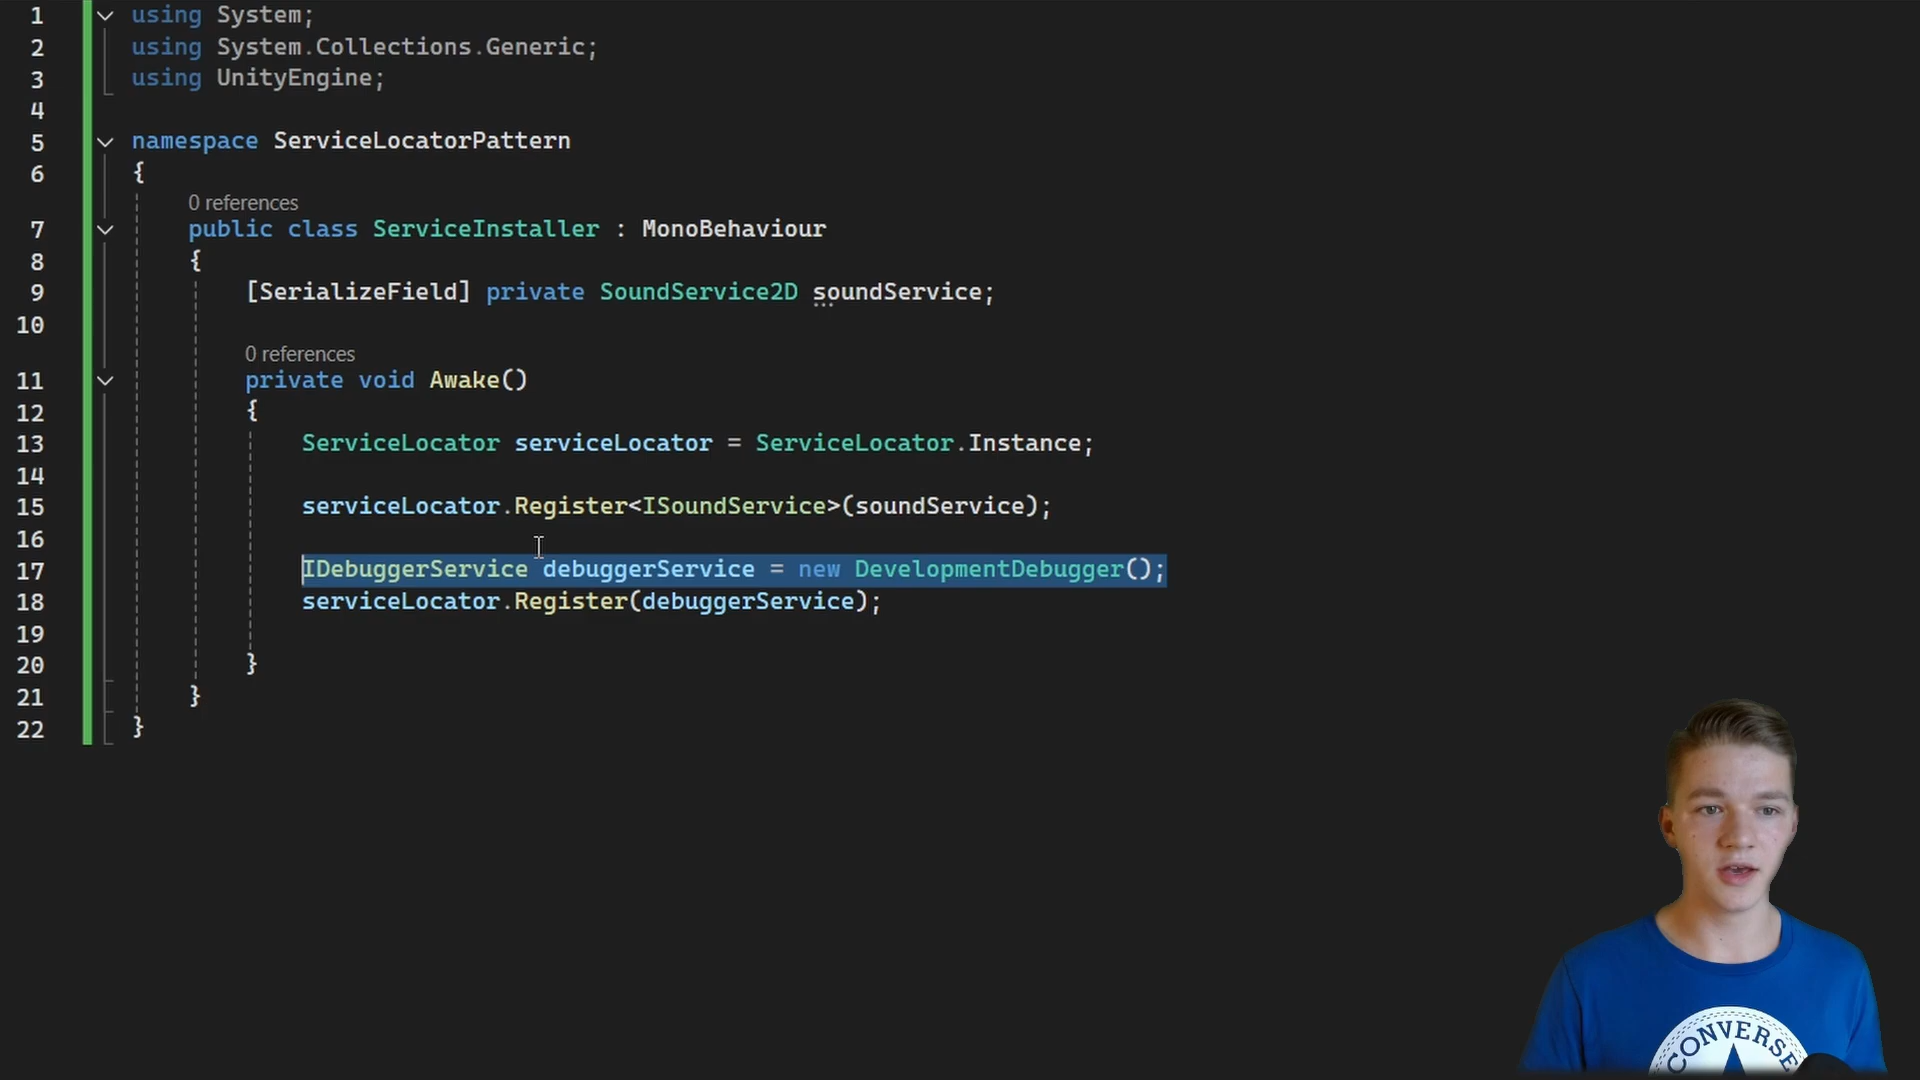 1 using System;
2 using System.Collections.Generic;
3 using UnityEngine;
4
5 namespace ServiceLocatorPattern
6 {
0 references
7 public class ServiceInstaller : MonoBehaviour
8 {
9 [SerializeField] private SoundService2D soundService;
10
0 references
11 private void Awake()
12 {
13 ServiceLocator serviceLocator = ServiceLocator.Instance;
14
15 serviceLocator.Register<ISoundService>(soundService);
16
17 IDebuggerService debuggerService = new DevelopmentDebugger();
18 serviceLocator.Register(debuggerService);
19
20 }
21 }
22 }
CONVERSE